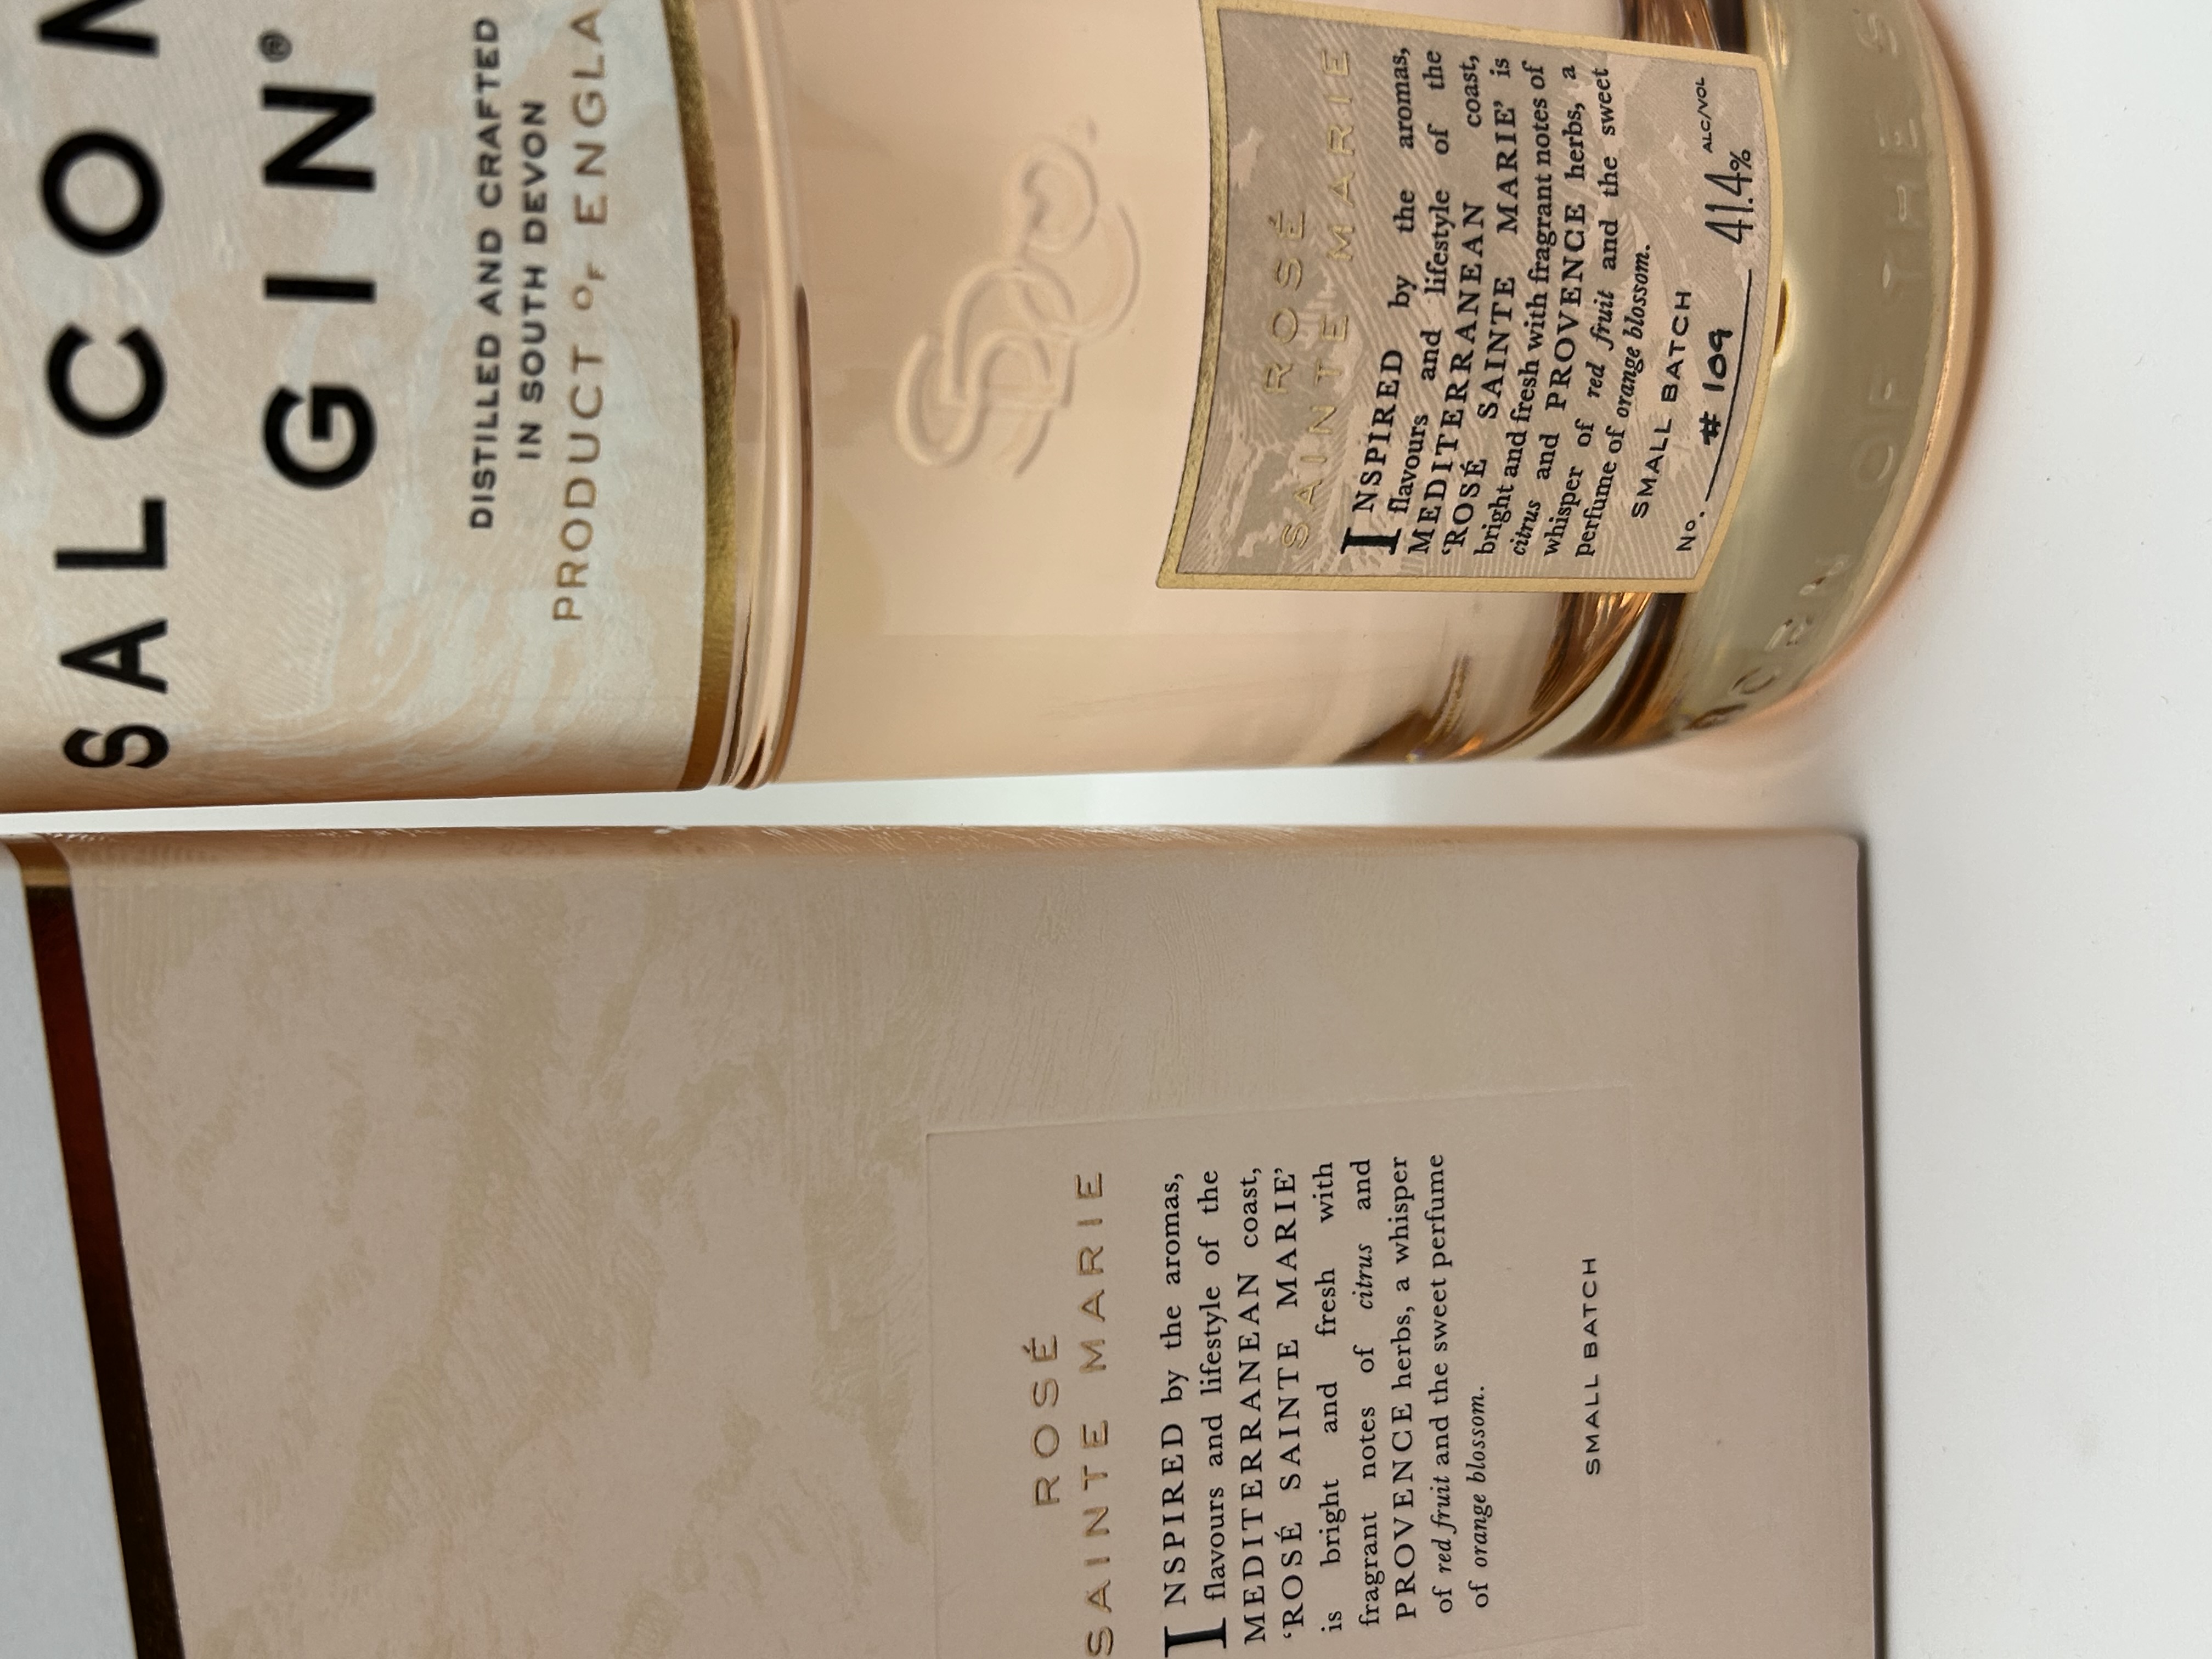 SALCON
GIN®
DISTILLED AND CRAFTED
IN SOUTH DEVON
PRODUCT OF ENGLA
ROSÉ
SAINTE MARIE
INSPIRED by the aromas,
flavours and lifestyle of the
MEDITERRANEAN coast,
‘ROSÉ SAINTE MARIE’ is
bright and fresh with fragrant notes of
citrus and PROVENCE herbs, a
whisper of red fruit and the sweet
perfume of orange blossom.
SMALL BATCH
No. #109 41.4% ALC/VOL
OF THE S
ROSÉ
SAINTE MARIE
INSPIRED by the aromas,
flavours and lifestyle of the
MEDITERRANEAN coast,
‘ROSÉ SAINTE MARIE’
is bright and fresh with
fragrant notes of citrus and
PROVENCE herbs, a whisper
of red fruit and the sweet perfume
of orange blossom.
SMALL BATCH